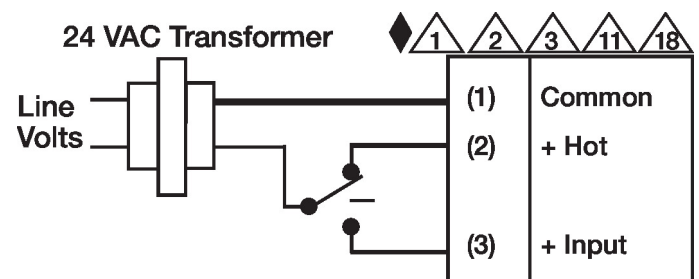 24 VAC Transformer
1 2 3 11 18
Line
Volts
(1) Common
(2) + Hot
(3) + Input